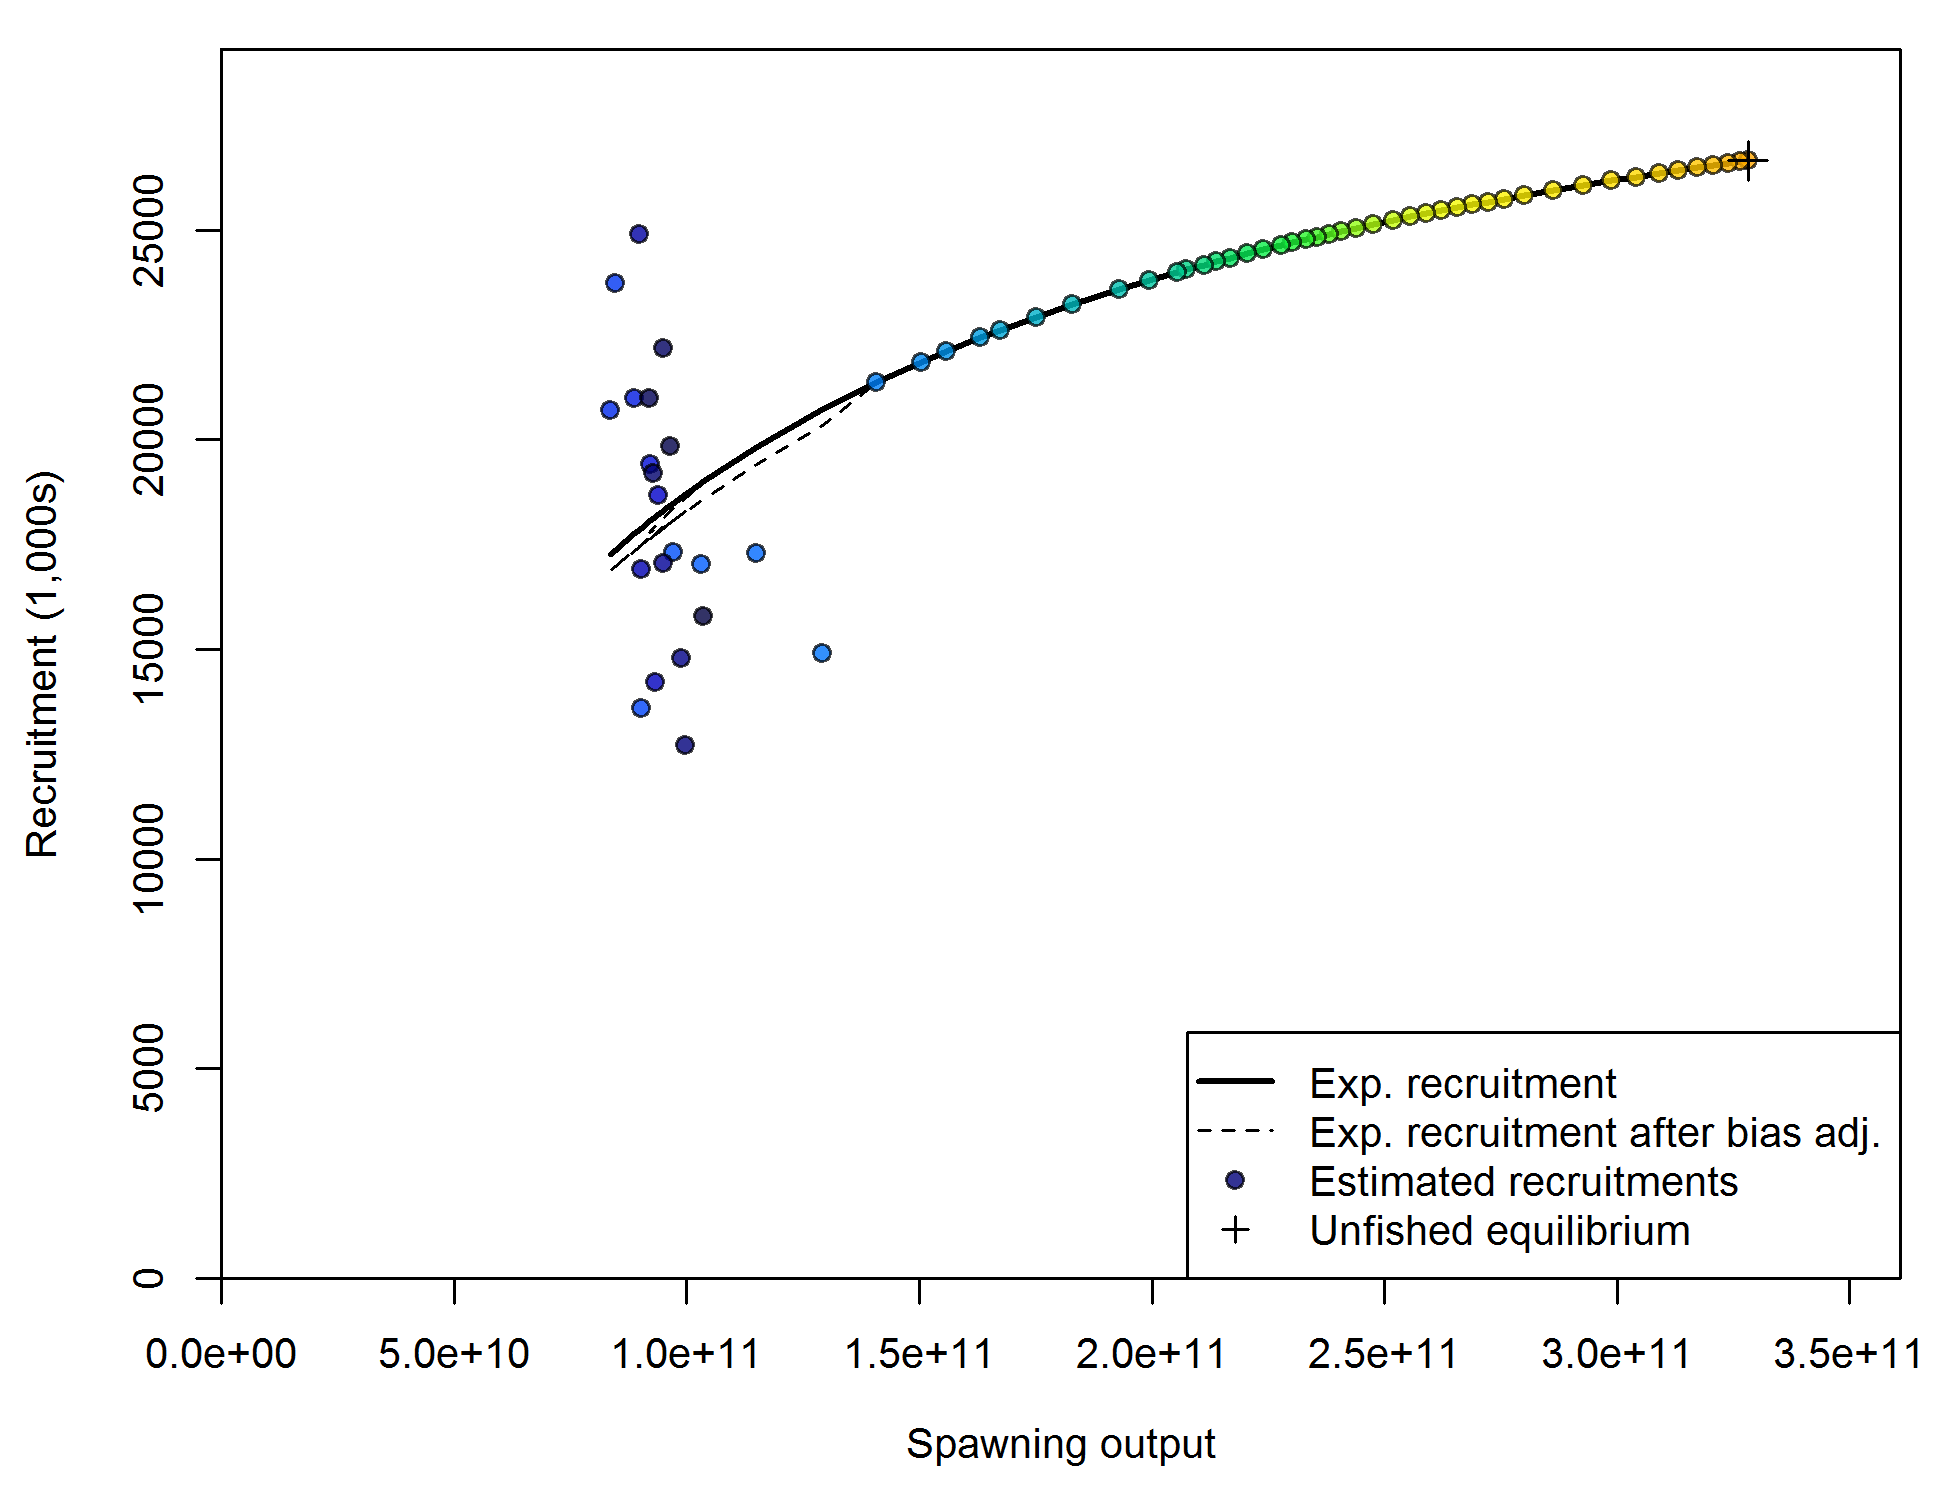 Recruitment (1,000s)
25000
20000
15000
10000
5000
0
0.0e+00 5.0e+10 1.0e+11 1.5e+11 2.0e+11 2.5e+11 3.0e+11 3.5e+11
Spawning output
Exp. recruitment
Exp. recruitment after bias adj.
Estimated recruitments
Unfished equilibrium